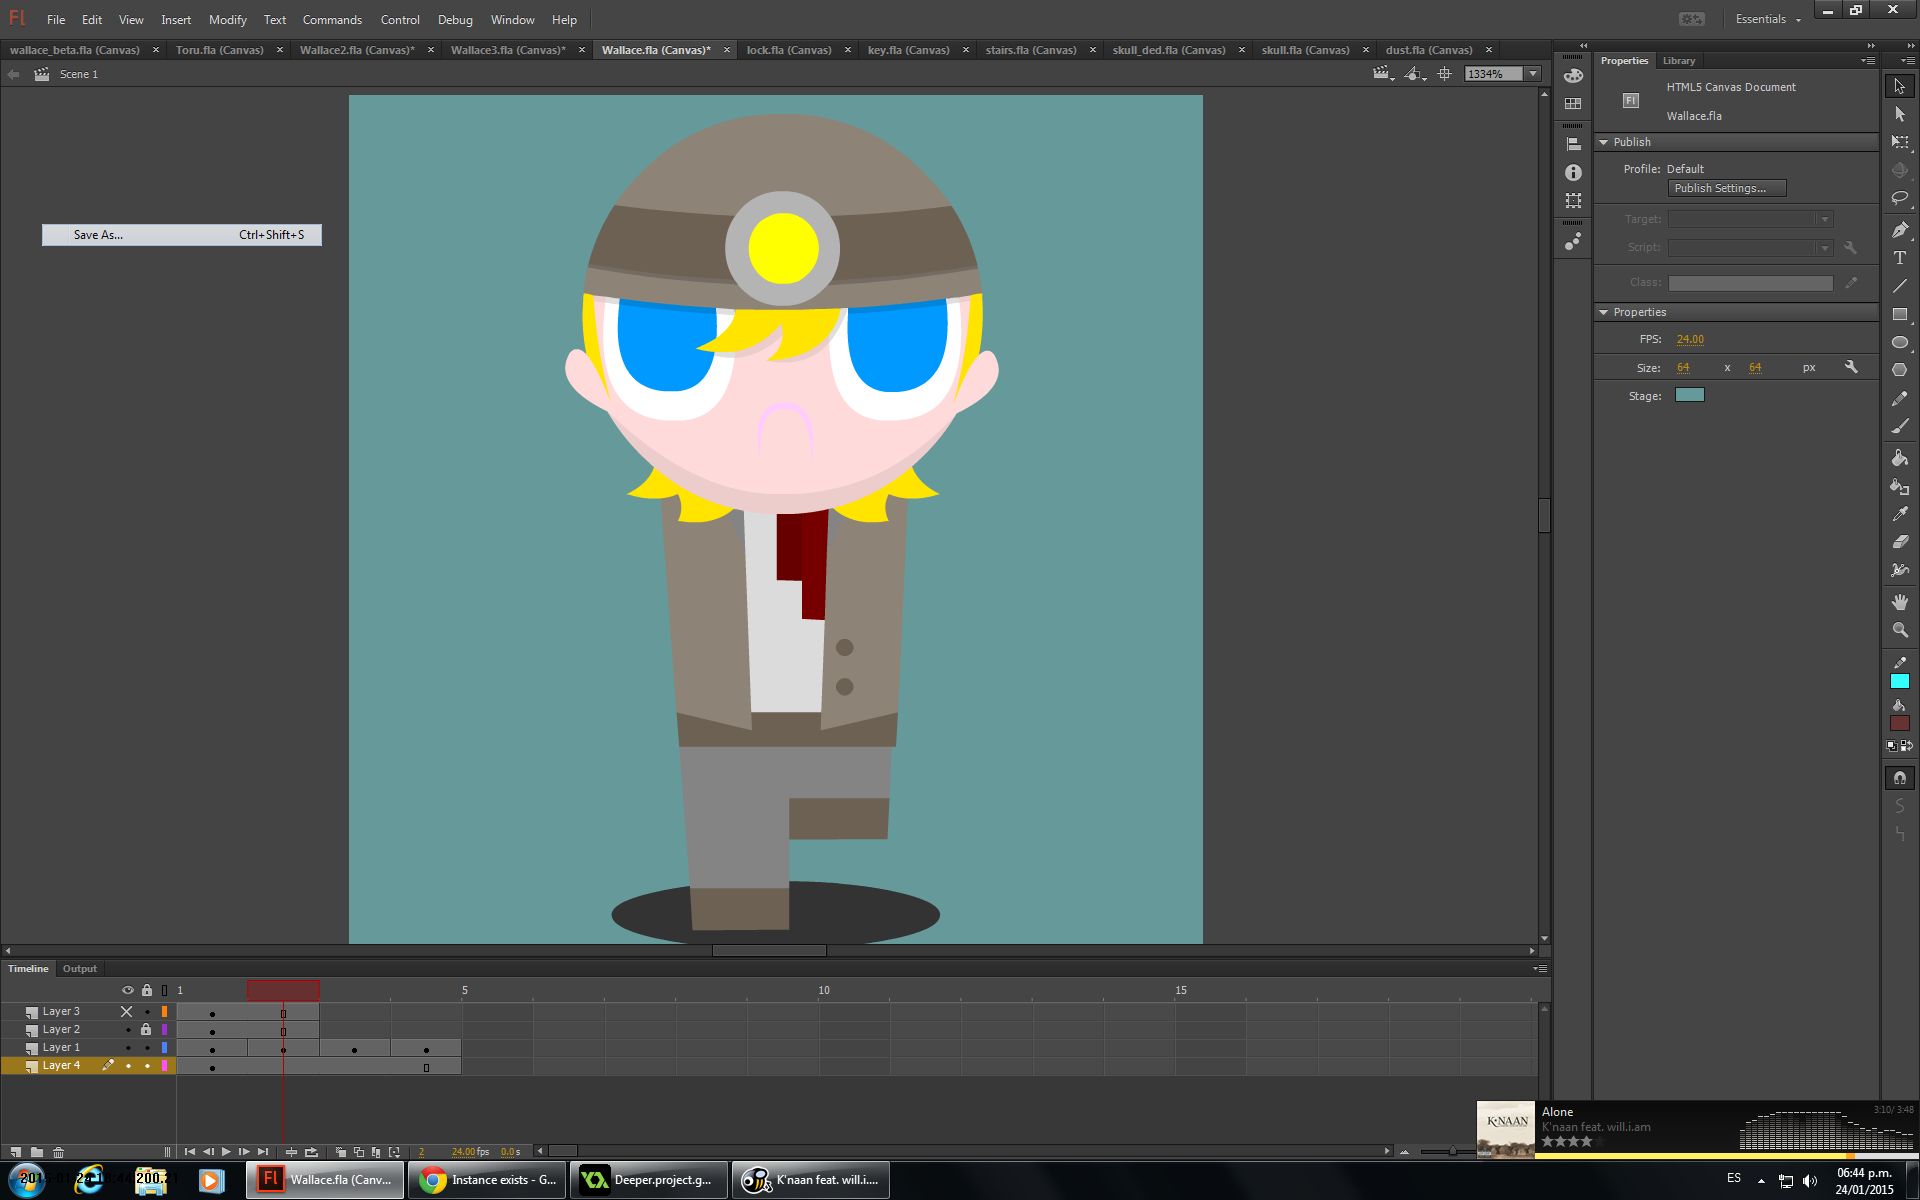 Fl File Edit View Insert Modify Text Commands Control Debug Window Help Essentials
wallace_beta.fla (Canvas) Toru.fla (Canvas) Wallace2.fla (Canvas)* Wallace3.fla (Canvas)* Wallace.fla (Canvas)* lock.fla (Canvas) key.fla (Canvas) stairs.fla (Canvas) skull_ded.fla (Canvas) skull.fla (Canvas) dust.fla (Canvas)
Scene 1
1334%
Save As... Ctrl+Shift+S
Properties Library
HTML5 Canvas Document
Fl
Wallace.fla
Publish
Profile: Default
Publish Settings...
Target:
Script:
Class:
Properties
FPS: 24.00
Size: 64 x 64 px
Stage:
Timeline Output
1 5 10 15
Layer 3
Layer 2
Layer 1
Layer 4
2 24.00 fps 0.0 s
K'NAAN
Alone
3:10/ 3:48
K'naan feat. will.i.am
Wallace.fla (Canv...
Instance exists - G...
Deeper.project.g...
K'naan feat. will.i....
ES
06:44 p.m.
24/01/2015